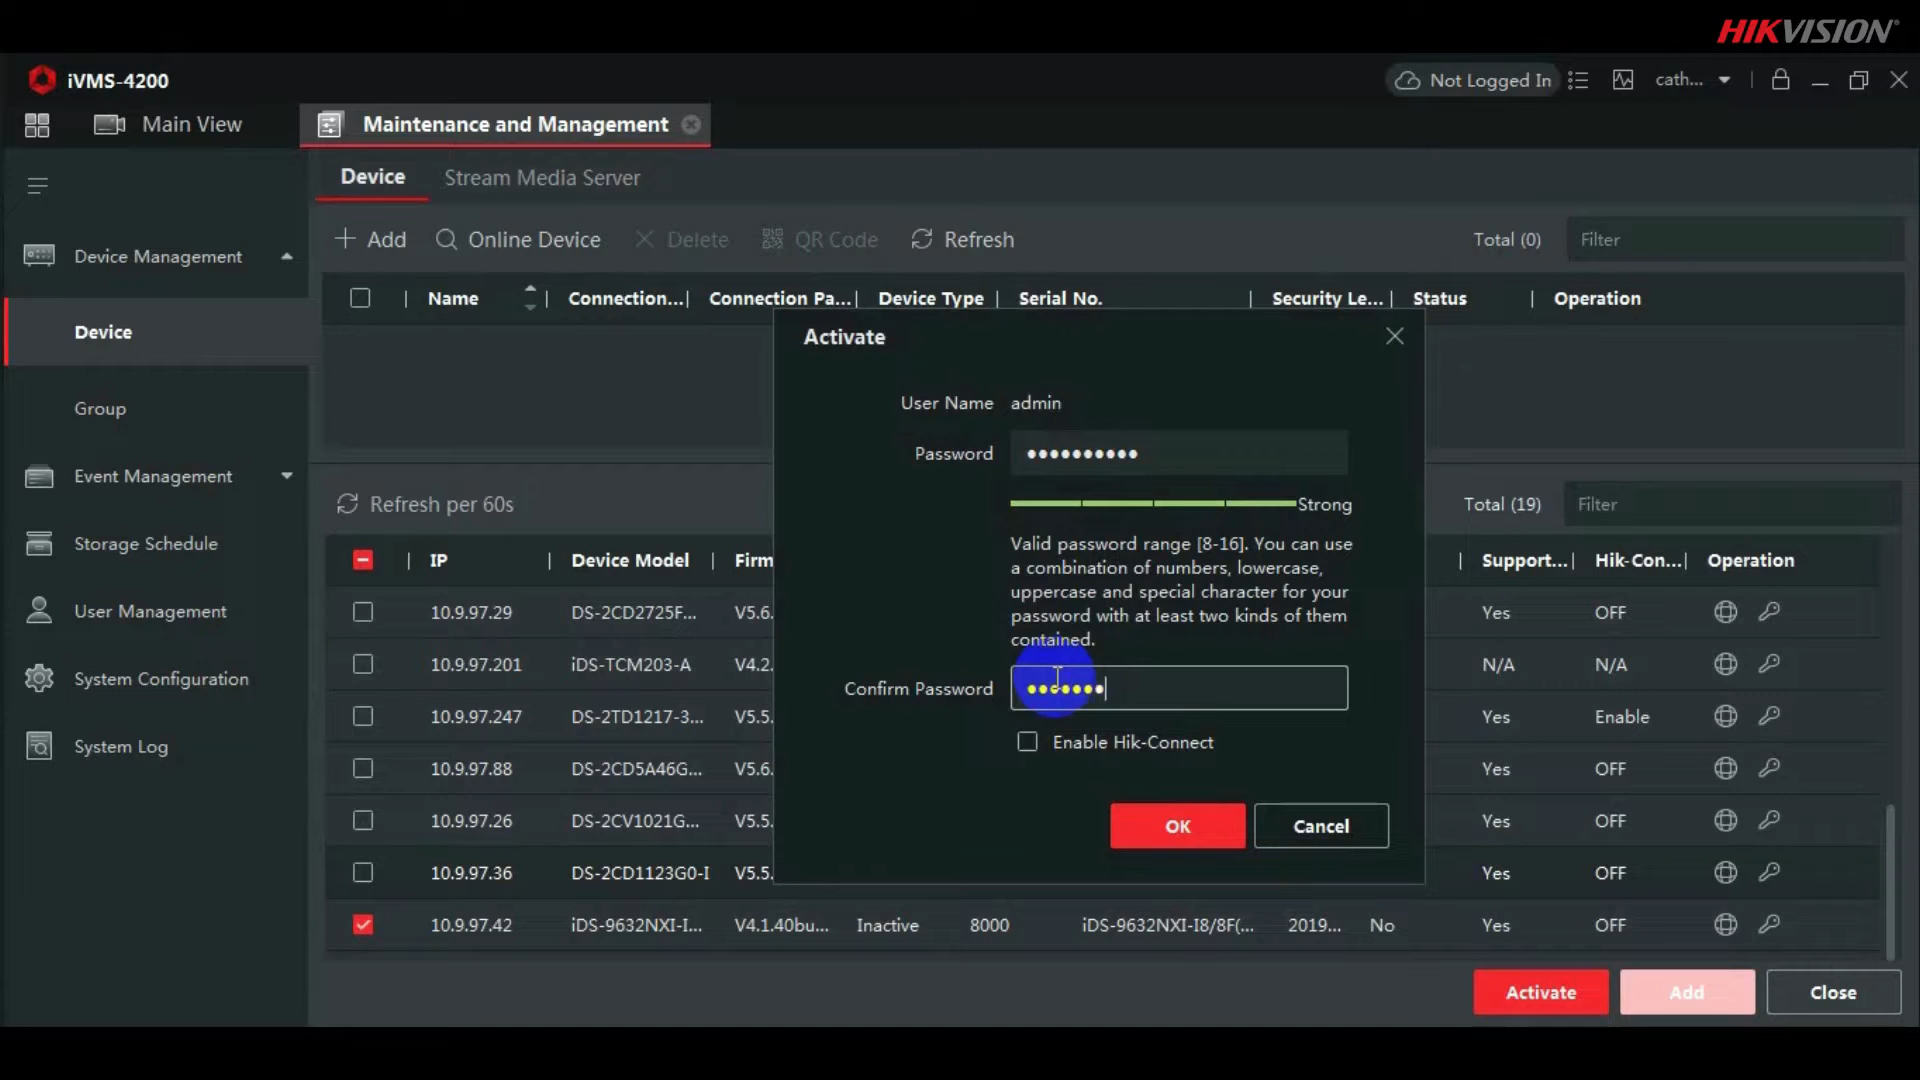 HIKVISION®
iVMS-4200
Not Logged In
cath...
Main View
Maintenance and Management
Device
Stream Media Server
Add
Online Device
Delete
QR Code
Refresh
Total (0)
Filter
Name
Connection...
Connection Pa...
Device Type
Serial No.
Security Le...
Status
Operation
Device Management
Device
Group
Event Management
Storage Schedule
User Management
System Configuration
System Log
Activate
User Name admin
Password ••••••••••
Strong
Valid password range [8-16]. You can use
a combination of numbers, lowercase,
uppercase and special character for your
password with at least two kinds of them
contained.
Confirm Password •••••••
Enable Hik-Connect
OK
Cancel
Refresh per 60s
Total (19)
Filter
IP
Device Model
Firm
Support...
Hik-Con...
Operation
10.9.97.29 DS-2CD2725F... V5.6. Yes OFF
10.9.97.201 iDS-TCM203-A V4.2. N/A N/A
10.9.97.247 DS-2TD1217-3... V5.5. Yes Enable
10.9.97.88 DS-2CD5A46G... V5.6. Yes OFF
10.9.97.26 DS-2CV1021G... V5.5. Yes OFF
10.9.97.36 DS-2CD1123G0-I V5.5. Yes OFF
10.9.97.42 iDS-9632NXI-I... V4.1.40bu... Inactive 8000 iDS-9632NXI-I8/8F(... 2019... No Yes OFF
Activate
Add
Close